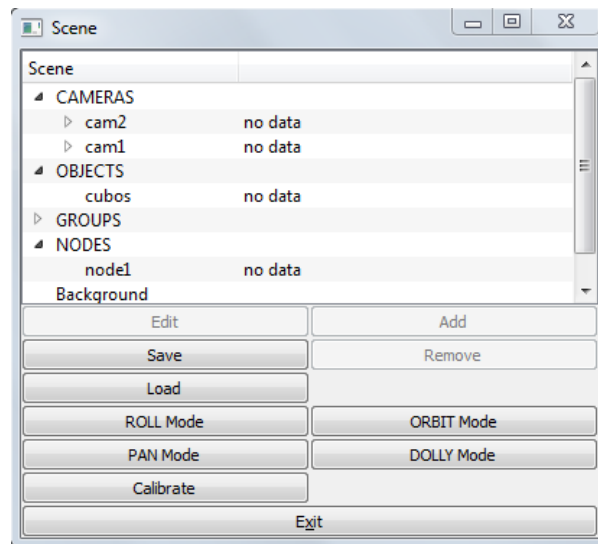 Scene
Scene
CAMERAS
cam2 no data
cam1 no data
OBJECTS
cubos no data
GROUPS
NODES
node1 no data
Background
Edit Add
Save Remove
Load
ROLL Mode ORBIT Mode
PAN Mode DOLLY Mode
Calibrate
Exit